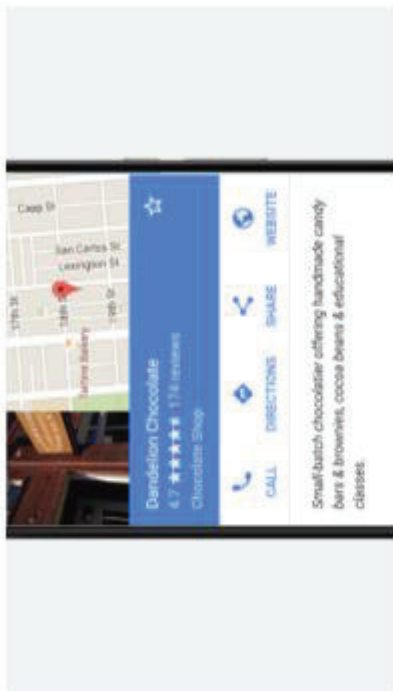 Capp St
San Carlos St
Lexington St
17th St
18th St
19th St
Tartine Bakery
Dandelion Chocolate
4.7 ★★★★★ 174 reviews
Chocolate Shop
CALL
DIRECTIONS
SHARE
WEBSITE
Small-batch chocolatier offering handmade candy
bars & brownies, cocoa beans & educational
classes.